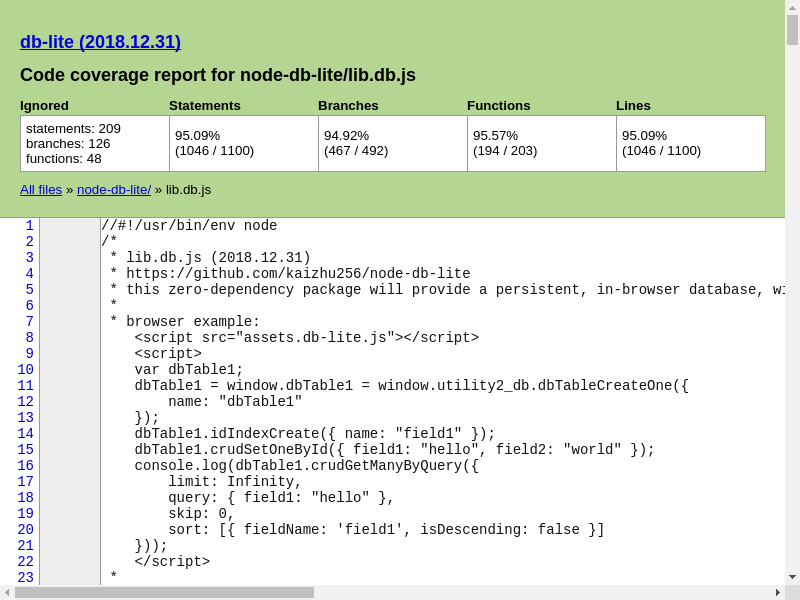 db-lite (2018.12.31)
Code coverage report for node-db-lite/lib.db.js
Ignored Statements Branches Functions Lines
statements: 209
branches: 126
functions: 48
95.09%
(1046 / 1100)
94.92%
(467 / 492)
95.57%
(194 / 203)
95.09%
(1046 / 1100)
All files » node-db-lite/ » lib.db.js
1 //#!/usr/bin/env node
2 /*
3  * lib.db.js (2018.12.31)
4  * https://github.com/kaizhu256/node-db-lite
5  * this zero-dependency package will provide a persistent, in-browser database,
6  *
7  * browser example:
8     <script src="assets.db-lite.js"></script>
9     <script>
10    var dbTable1;
11    dbTable1 = window.dbTable1 = window.utility2_db.dbTableCreateOne({
12        name: "dbTable1"
13    });
14    dbTable1.idIndexCreate({ name: "field1" });
15    dbTable1.crudSetOneById({ field1: "hello", field2: "world" });
16    console.log(dbTable1.crudGetManyByQuery({
17        limit: Infinity,
18        query: { field1: "hello" },
19        skip: 0,
20        sort: [{ fieldName: 'field1', isDescending: false }]
21    }));
22    </script>
23 *